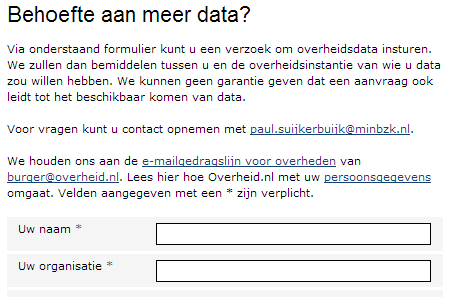 Behoefte aan meer data?
Via onderstaand formulier kunt u een verzoek om overheidsdata insturen.
We zullen dan bemiddelen tussen u en de overheidsinstantie van wie u data
zou willen hebben. We kunnen geen garantie geven dat een aanvraag ook
leidt tot het beschikbaar komen van data.
Voor vragen kunt u contact opnemen met paul.suijkerbuijk@minbzk.nl.
We houden ons aan de e-mailgedragslijn voor overheden van
burger@overheid.nl. Lees hier hoe Overheid.nl met uw persoonsgegevens
omgaat. Velden aangegeven met een * zijn verplicht.
Uw naam *
Uw organisatie *